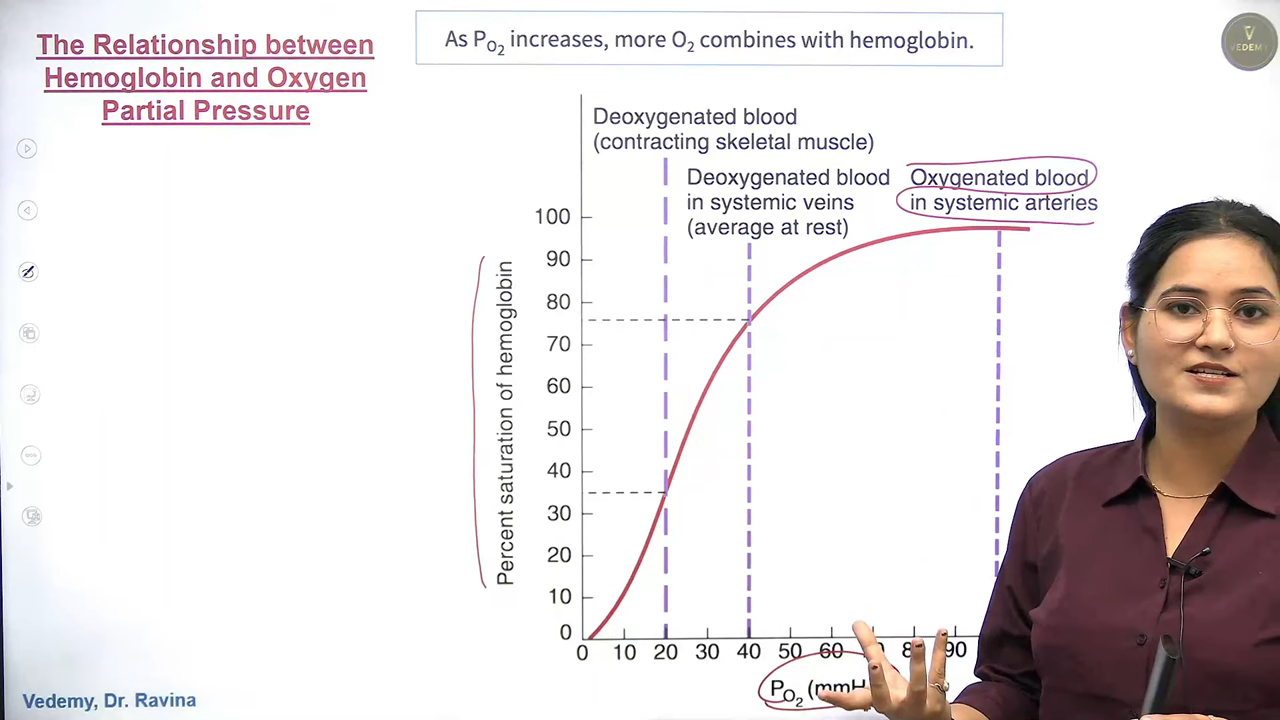 The Relationship between
Hemoglobin and Oxygen
Partial Pressure
As P_O₂ increases, more O₂ combines with hemoglobin.
VEDEMY
Deoxygenated blood
(contracting skeletal muscle)
Deoxygenated blood
in systemic veins
(average at rest)
Oxygenated blood
in systemic arteries
Percent saturation of hemoglobin
100
90
80
70
60
50
40
30
20
10
0
0 10 20 30 40 50 60 90
P_O₂ (mmH
Vedemy, Dr. Ravina